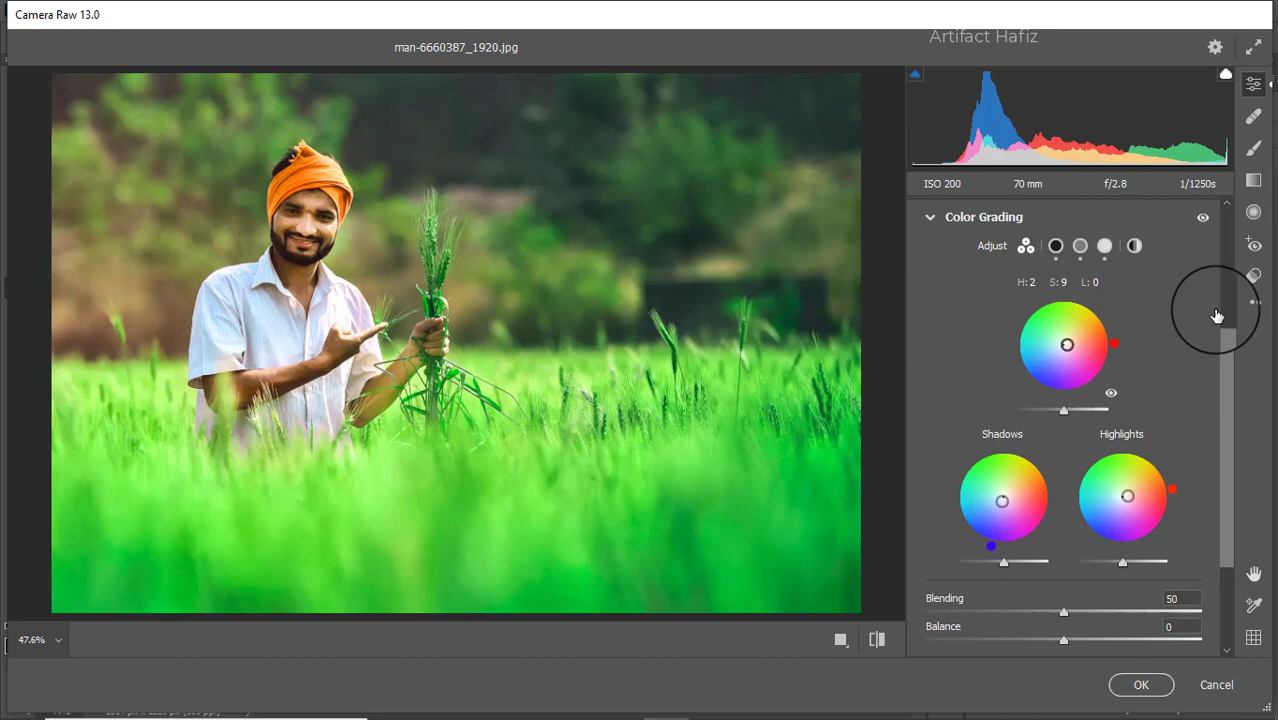 Camera Raw 13.0
Artifact Hafiz
man-6660387_1920.jpg
ISO 200 70 mm f/2.8 1/1250s
Color Grading
Adjust
H: 2 S: 9 L: 0
Shadows Highlights
Blending 50
Balance 0
47.6%
OK Cancel